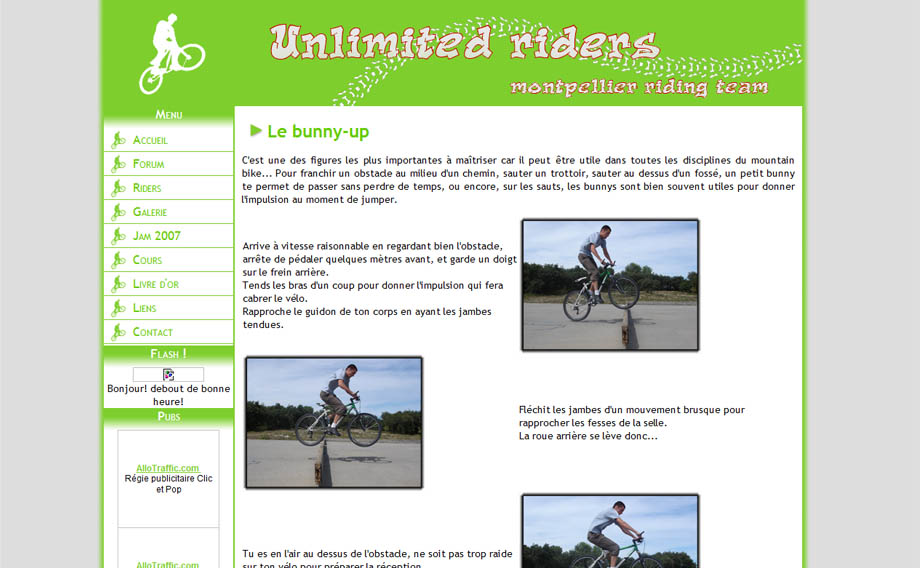 Unlimited riders
montpellier riding team
Menu
Accueil
Forum
Riders
Galerie
Jam 2007
Cours
Livre d'or
Liens
Contact
Flash !
Bonjour! debout de bonne
heure!
Pubs
AlloTraffic.com
Régie publicitaire Clic
et Pop
AlloTraffic.com
Le bunny-up
C'est une des figures les plus importantes à maîtriser car il peut être utile dans toutes les disciplines du mountain
bike... Pour franchir un obstacle au milieu d'un chemin, sauter un trottoir, sauter au dessus d'un fossé, un petit bunny
te permet de passer sans perdre de temps, ou encore, sur les sauts, les bunnys sont bien souvent utiles pour donner
l'impulsion au moment de jumper.
Arrive à vitesse raisonnable en regardant bien l'obstacle,
arrête de pédaler quelques mètres avant, et garde un doigt
sur le frein arrière.
Tends les bras d'un coup pour donner l'impulsion qui fera
cabrer le vélo.
Rapproche le guidon de ton corps en ayant les jambes
tendues.
Fléchit les jambes d'un mouvement brusque pour
rapprocher les fesses de la selle.
La roue arrière se lève donc...
Tu es en l'air au dessus de l'obstacle, ne soit pas trop raide
sur ton vélo pour préparer la réception